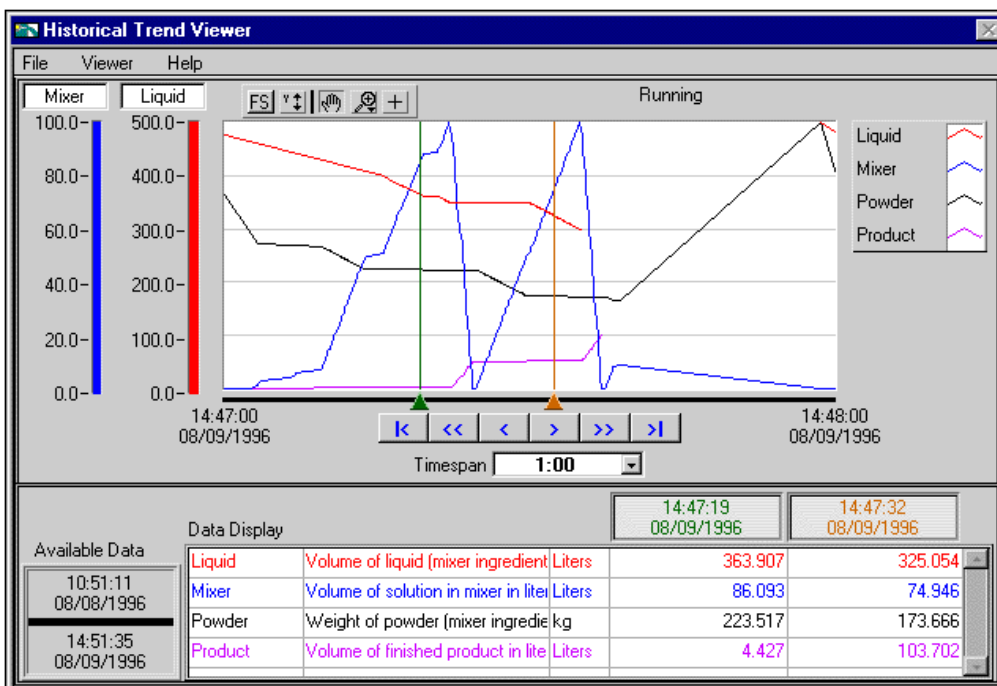 Historical Trend Viewer
File Viewer Help
Mixer Liquid FS Y Running
100.0 500.0
80.0 400.0
60.0 300.0
40.0 200.0
20.0 100.0
0.0 0.0
Liquid
Mixer
Powder
Product
14:47:00 14:48:00
08/09/1996 08/09/1996
|< << < > >> >|
Timespan 1:00
14:47:19 14:47:32
08/09/1996 08/09/1996
Data Display
Available Data
10:51:11
08/08/1996
14:51:35
08/09/1996
Liquid Volume of liquid (mixer ingredient Liters 363.907 325.054
Mixer Volume of solution in mixer in liter Liters 86.093 74.946
Powder Weight of powder (mixer ingredie kg 223.517 173.666
Product Volume of finished product in lite Liters 4.427 103.702